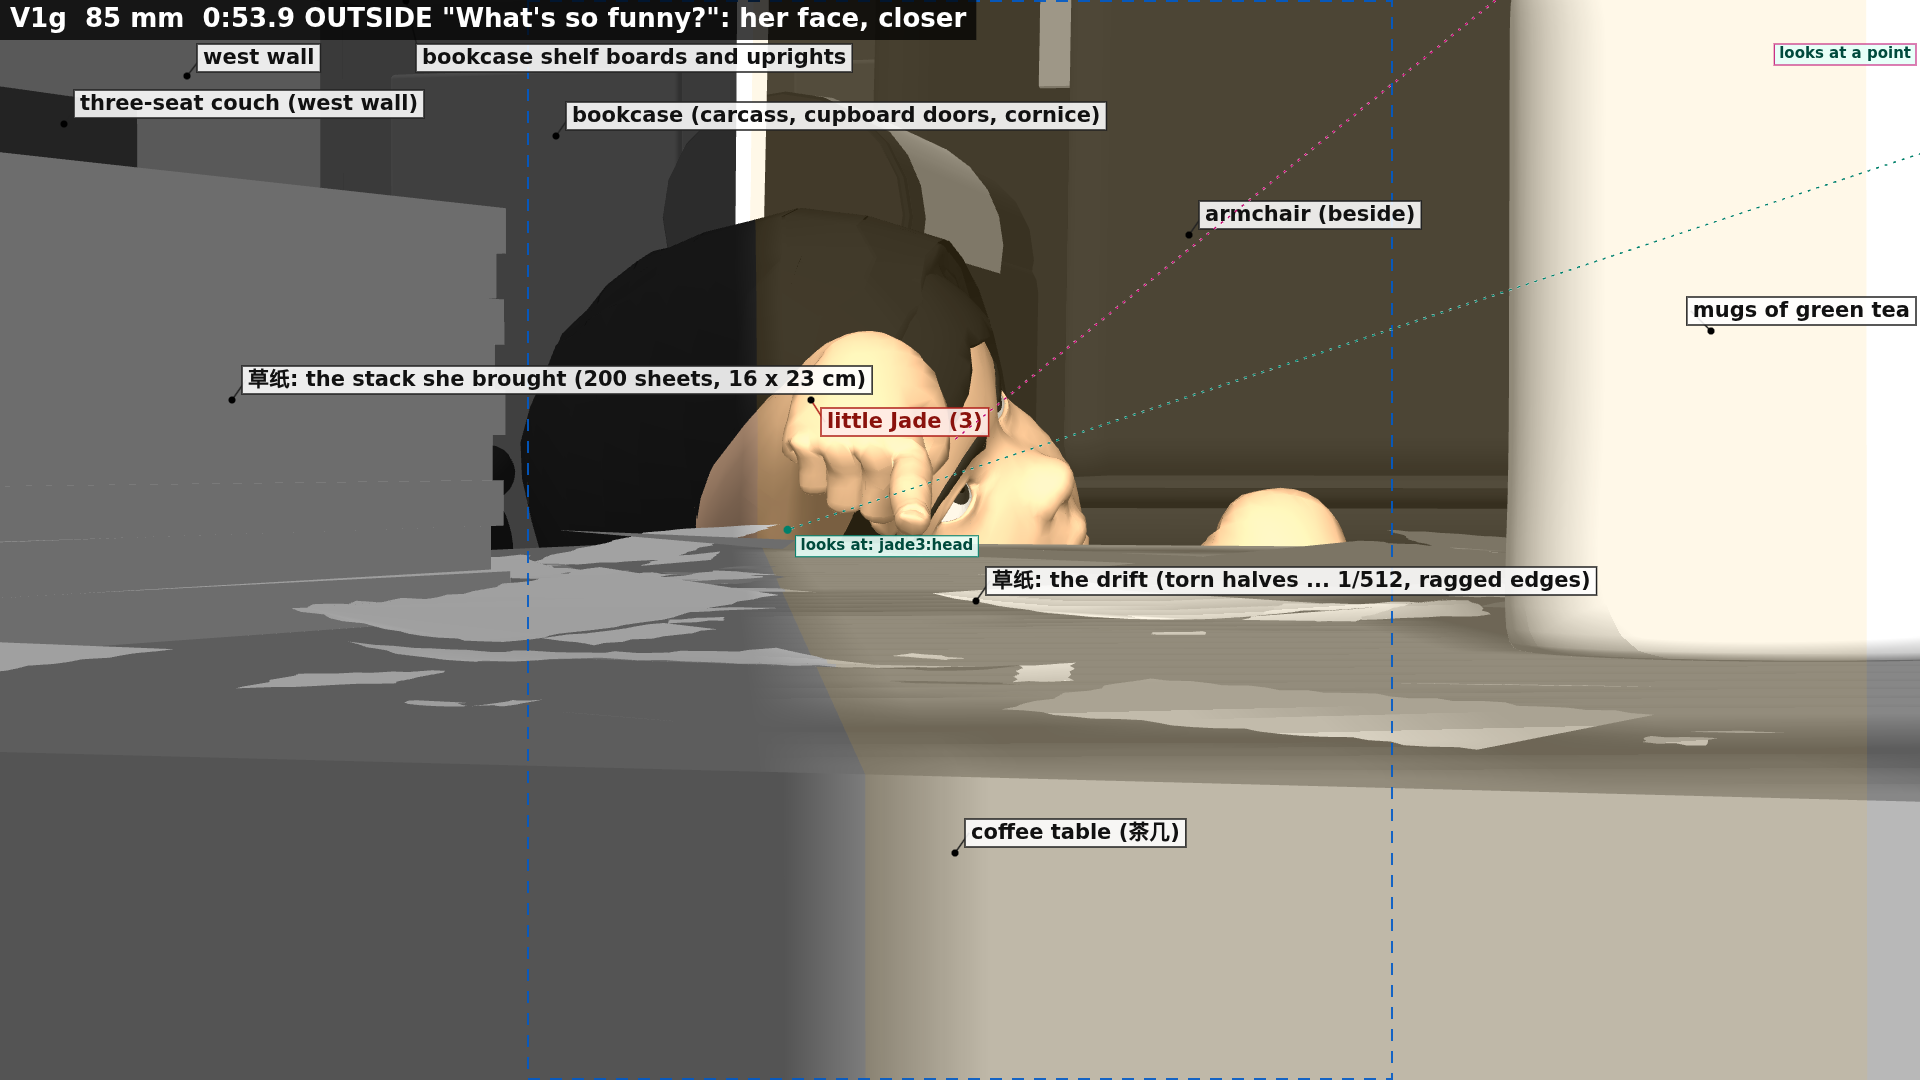 V1g  85 mm  0:53.9 OUTSIDE "What's so funny?": her face, closer
looks at a point
west wall
bookcase shelf boards and uprights
three-seat couch (west wall)
bookcase (carcass, cupboard doors, cornice)
armchair (beside)
mugs of green tea
草纸: the stack she brought (200 sheets, 16 x 23 cm)
little Jade (3)
looks at: jade3:head
草纸: the drift (torn halves ... 1/512, ragged edges)
coffee table (茶几)